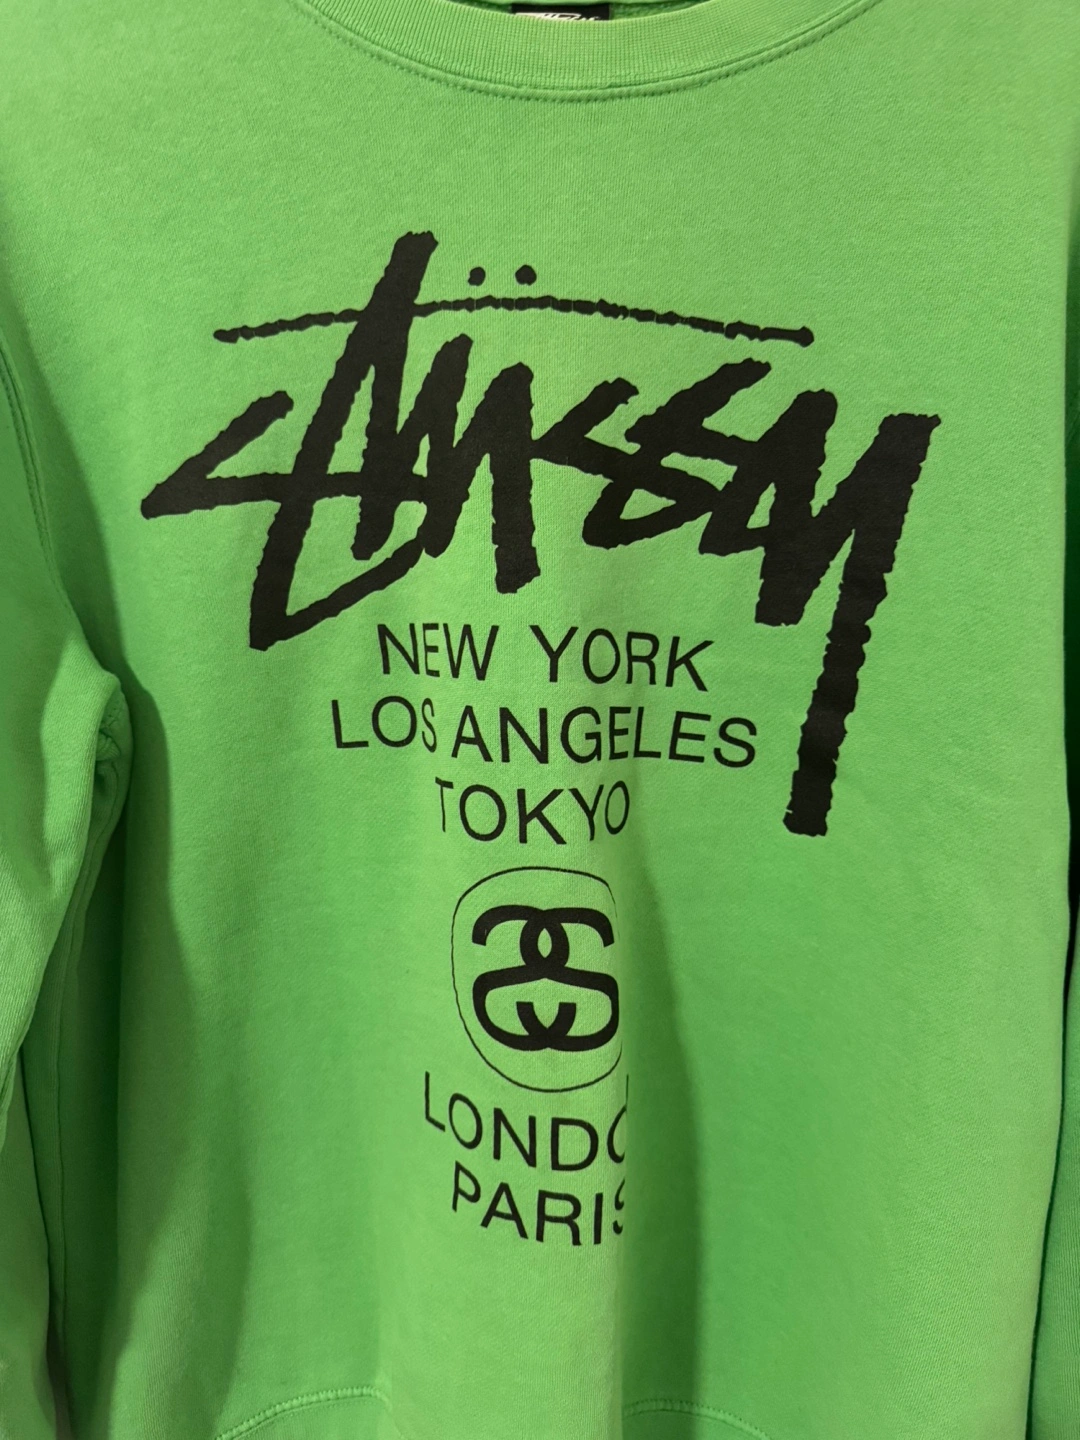 Stüssy
NEW YORK
LOS ANGELES
TOKYO
LONDO
PARIS